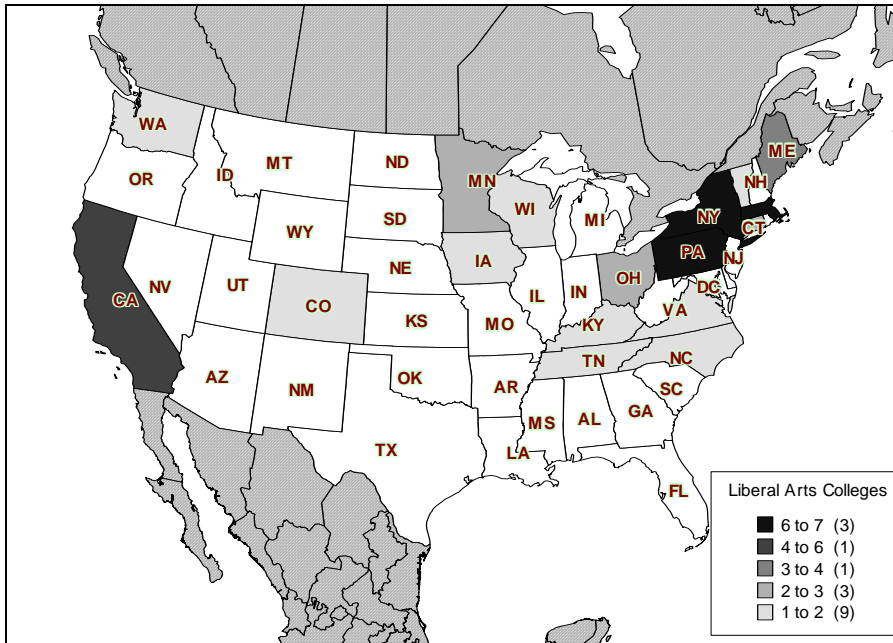 WA
MT
ND
MN
ME
OR
ID
WI
NH
SD
MI
NY
CT
WY
IA
PA
NJ
NE
OH
NV
UT
CO
IL
IN
DC
CA
KS
MO
KY
VA
TN
NC
AZ
NM
OK
AR
SC
MS
AL
GA
TX
LA
FL
Liberal Arts Colleges
6 to 7 (3)
4 to 6 (1)
3 to 4 (1)
2 to 3 (3)
1 to 2 (9)